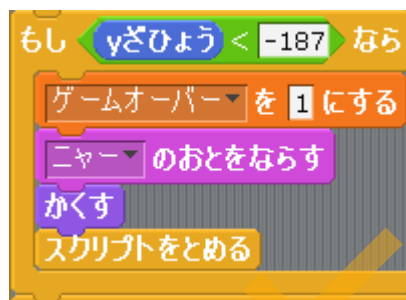 もし yざひょう < -187 なら
ゲームオーバー を 1 にする
ニャー のおとをならす
かくす
スクリプトをとめる